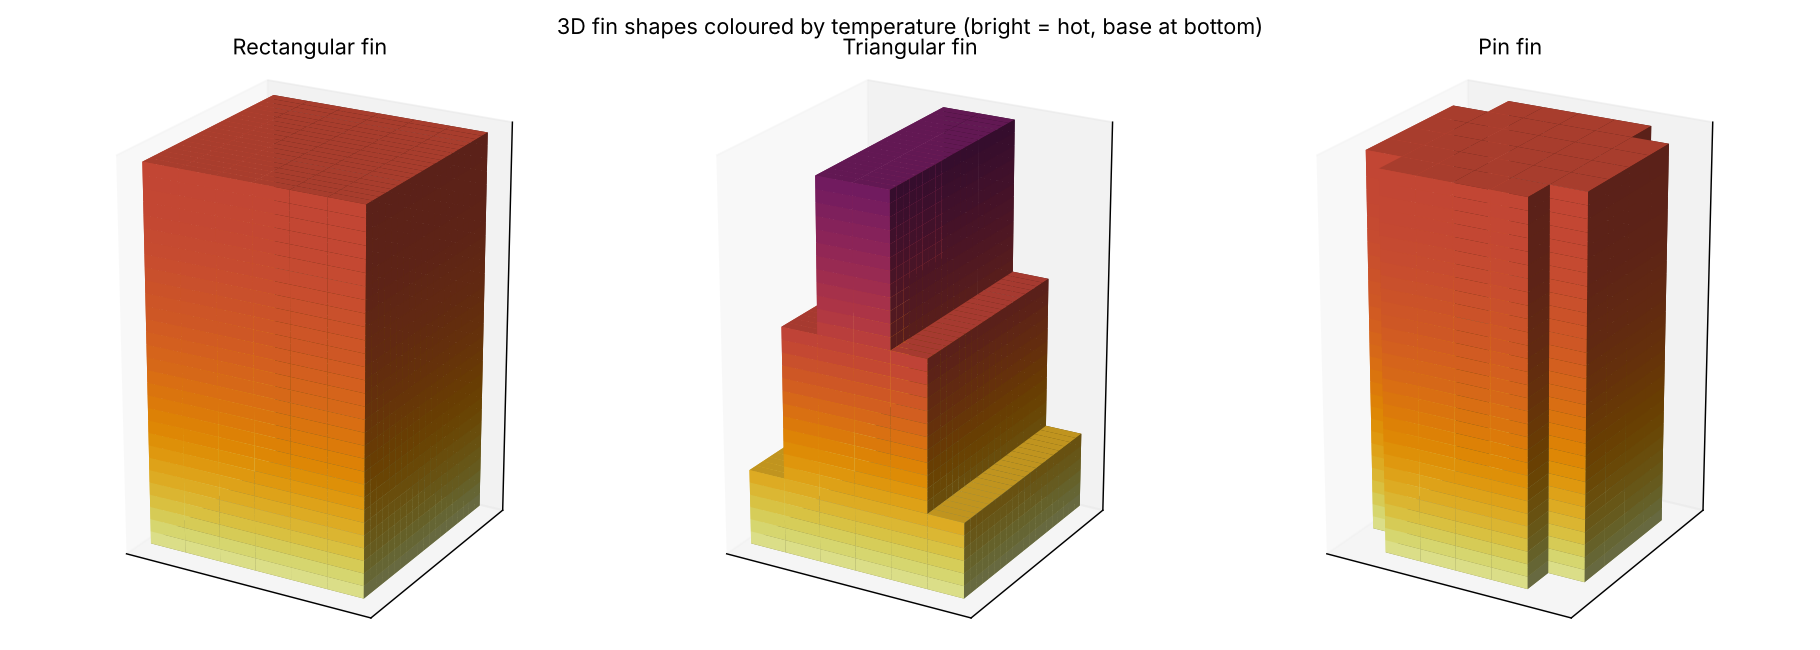 3D fin shapes coloured by temperature (bright = hot, base at bottom)
Rectangular fin
Triangular fin
Pin fin